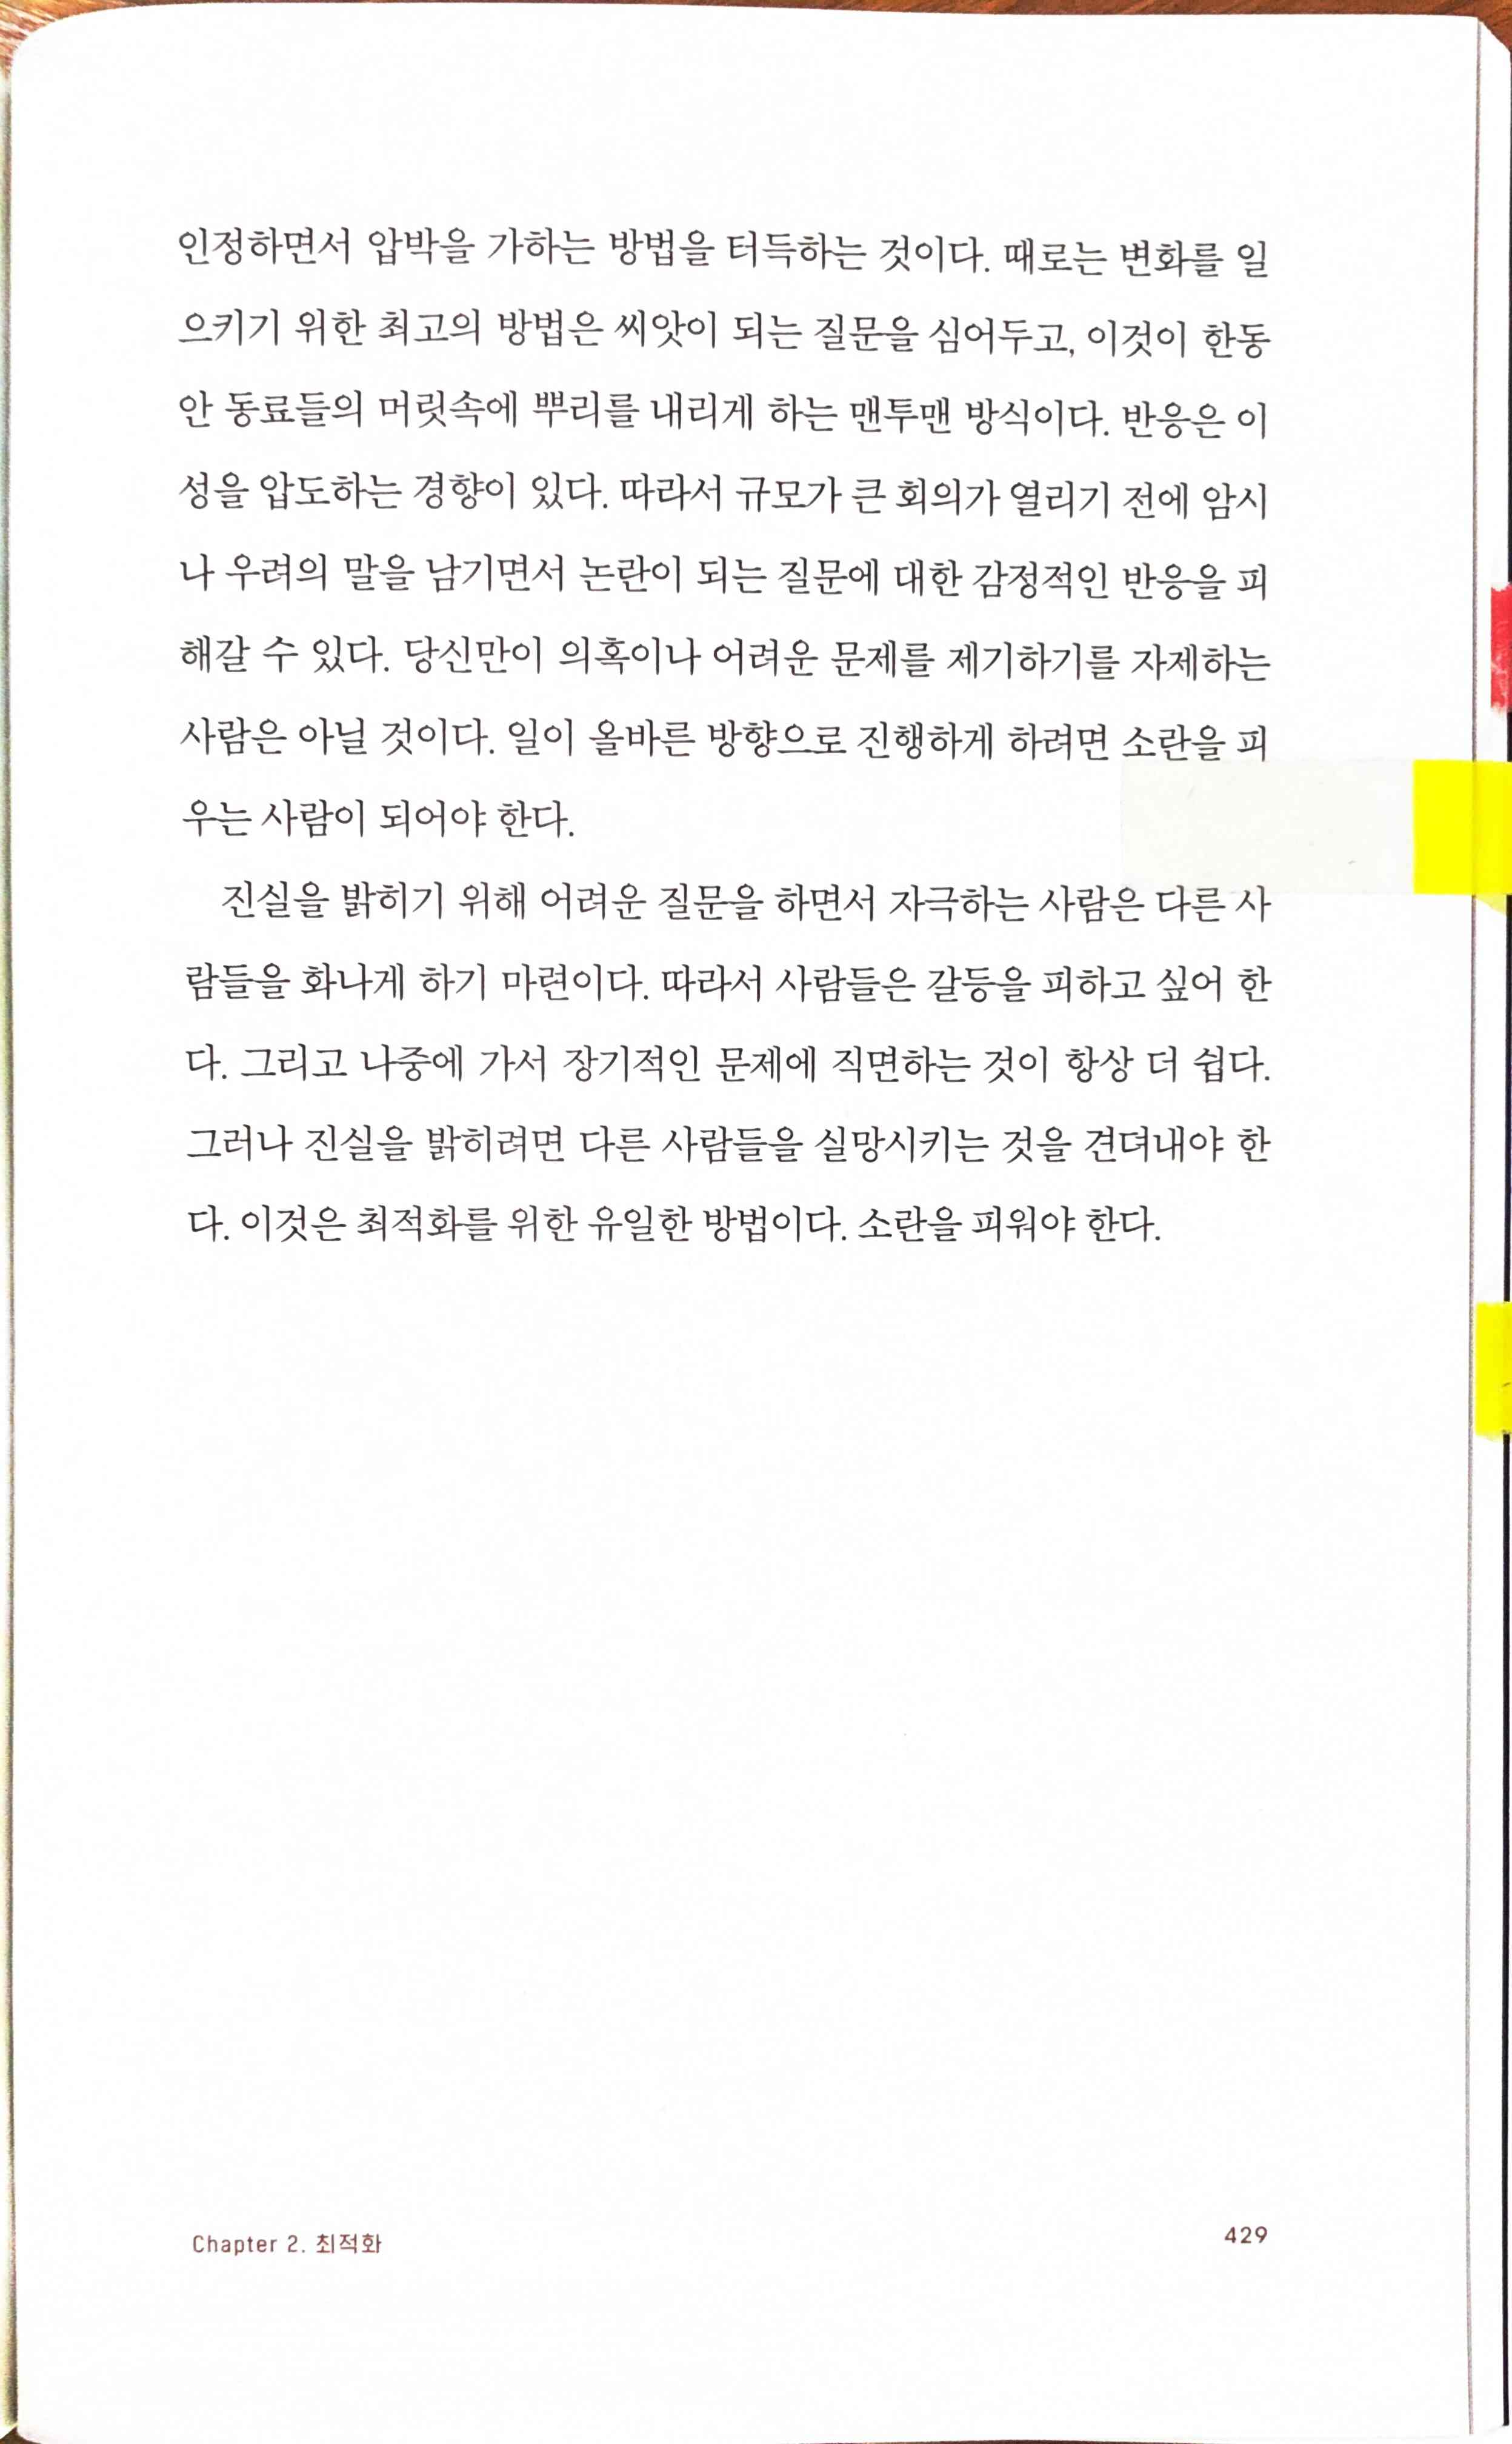 인정하면서 압박을 가하는 방법을 터득하는 것이다. 때로는 변화를 일
으키기 위한 최고의 방법은 씨앗이 되는 질문을 심어두고, 이것이 한동
안 동료들의 머릿속에 뿌리를 내리게 하는 맨투맨 방식이다. 반응은 이
성을 압도하는 경향이 있다. 따라서 규모가 큰 회의가 열리기 전에 암시
나 우려의 말을 남기면서 논란이 되는 질문에 대한 감정적인 반응을 피
해갈 수 있다. 당신만이 의혹이나 어려운 문제를 제기하기를 자제하는
사람은 아닐 것이다. 일이 올바른 방향으로 진행하게 하려면 소란을 피
우는 사람이 되어야 한다.
진실을 밝히기 위해 어려운 질문을 하면서 자극하는 사람은 다른 사
람들을 화나게 하기 마련이다. 따라서 사람들은 갈등을 피하고 싶어 한
다. 그리고 나중에 가서 장기적인 문제에 직면하는 것이 항상 더 쉽다.
그러나 진실을 밝히려면 다른 사람들을 실망시키는 것을 견뎌내야 한
다. 이것은 최적화를 위한 유일한 방법이다. 소란을 피워야 한다.
Chapter 2. 최적화
429